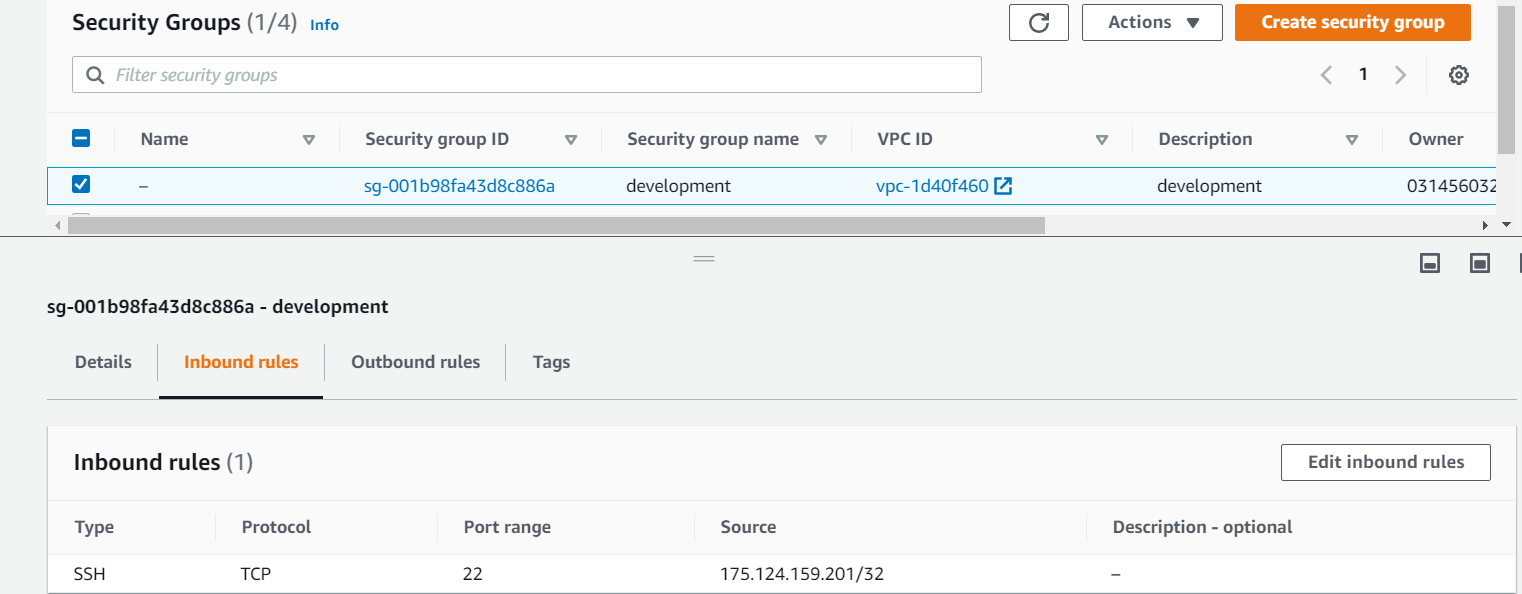 Security Groups (1/4) Info
Actions
Create security group
Filter security groups
1
Name Security group ID Security group name VPC ID Description Owner
– sg-001b98fa43d8c886a development vpc-1d40f460 development 031456032
sg-001b98fa43d8c886a - development
Details Inbound rules Outbound rules Tags
Inbound rules (1)
Edit inbound rules
Type Protocol Port range Source Description - optional
SSH TCP 22 175.124.159.201/32 –